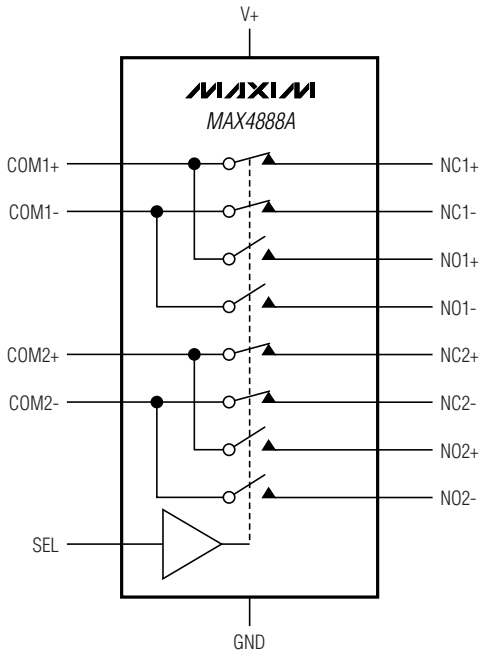 V+
MAXIM
MAX4888A
COM1+
NC1+
COM1-
NC1-
NO1+
NO1-
COM2+
NC2+
COM2-
NC2-
NO2+
NO2-
SEL
GND